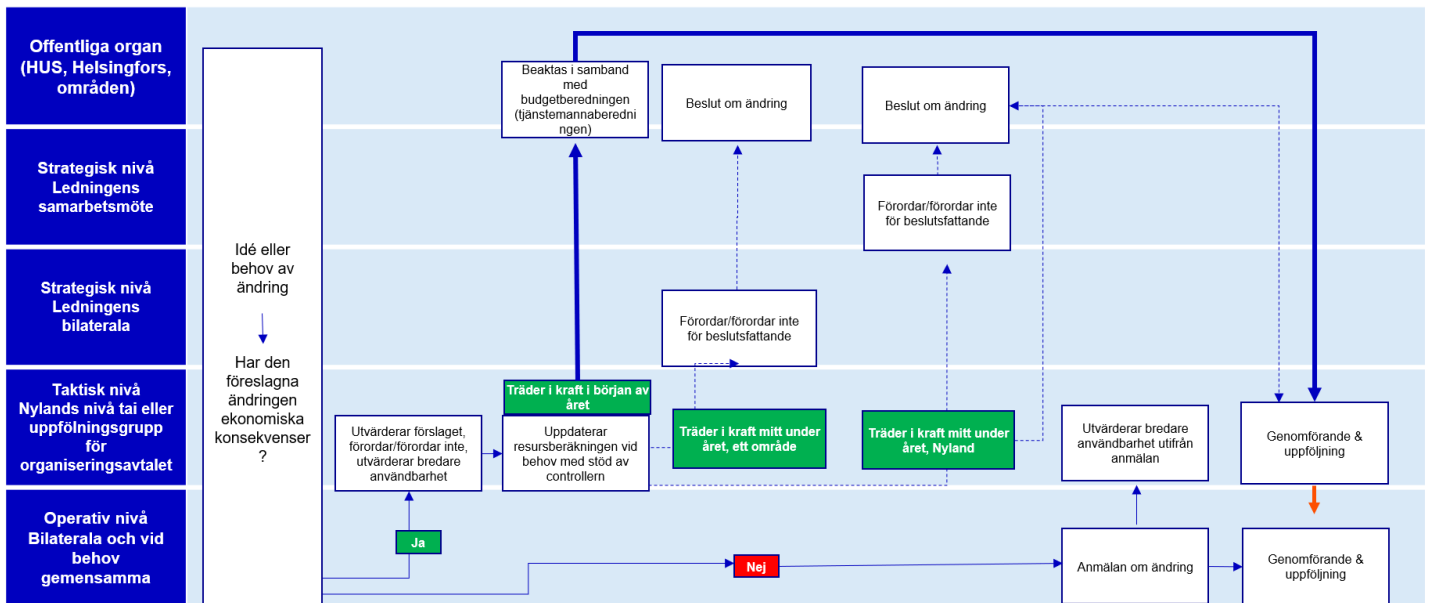 Offentliga organ
(HUS, Helsingfors,
områden)
Strategisk nivå
Ledningens
samarbetsmöte
Strategisk nivå
Ledningens
bilaterala
Taktisk nivå
Nylands nivå tai eller
uppfölningsgrupp
för
organiseringsavtalet
Operativ nivå
Bilaterala och vid
behov
gemensamma
Idé eller
behov av
ändring
Har den
föreslagna
ändringen
ekonomiska
konsekvenser
?
Beaktas i samband
med
budgetberedningen
(tjänstemannaberedni
ngen)
Beslut om ändring
Beslut om ändring
Förordar/förordar inte
för beslutsfattande
Förordar/förordar inte
för beslutsfattande
Träder i kraft i början av
året
Utvärderar förslaget,
förordar/förordar inte,
utvärderar bredare
användbarhet
Uppdaterar
resursberäkningen vid
behov med stöd av
controllern
Träder i kraft mitt under
året, ett område
Träder i kraft mitt under
året, Nyland
Utvärderar bredare
användbarhet utifrån
anmälan
Genomförande &
uppföljning
Ja
Nej
Anmälan om ändring
Genomförande &
uppföljning